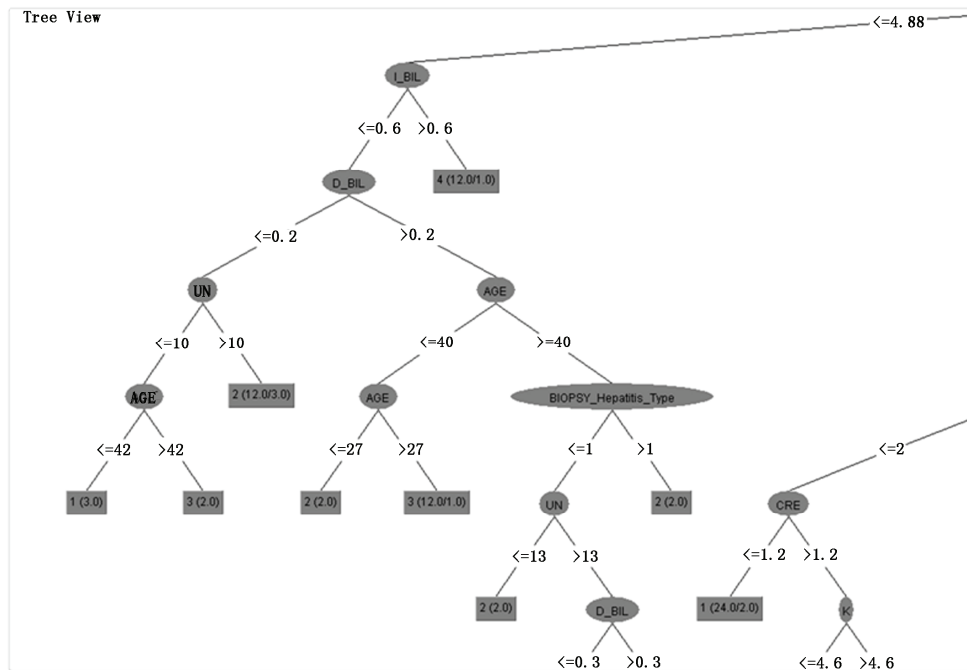 Tree View
<=4.88
I_BIL
<=0.6 >0.6
D_BIL
4 (12.0/1.0)
<=0.2 >0.2
UN
AGE
<=10 >10 <=40 >=40
AGE
2 (12.0/3.0)
AGE
BIOPSY_Hepatitis_Type
<=42 >42 <=27 >27 <=1 >1 <=2
1 (3.0)
3 (2.0)
2 (2.0)
3 (12.0/1.0)
UN
2 (2.0)
CRE
<=13 >13 <=1.2 >1.2
2 (2.0)
D_BIL
1 (24.0/2.0)
K
<=0.3 >0.3 <=4.6 >4.6